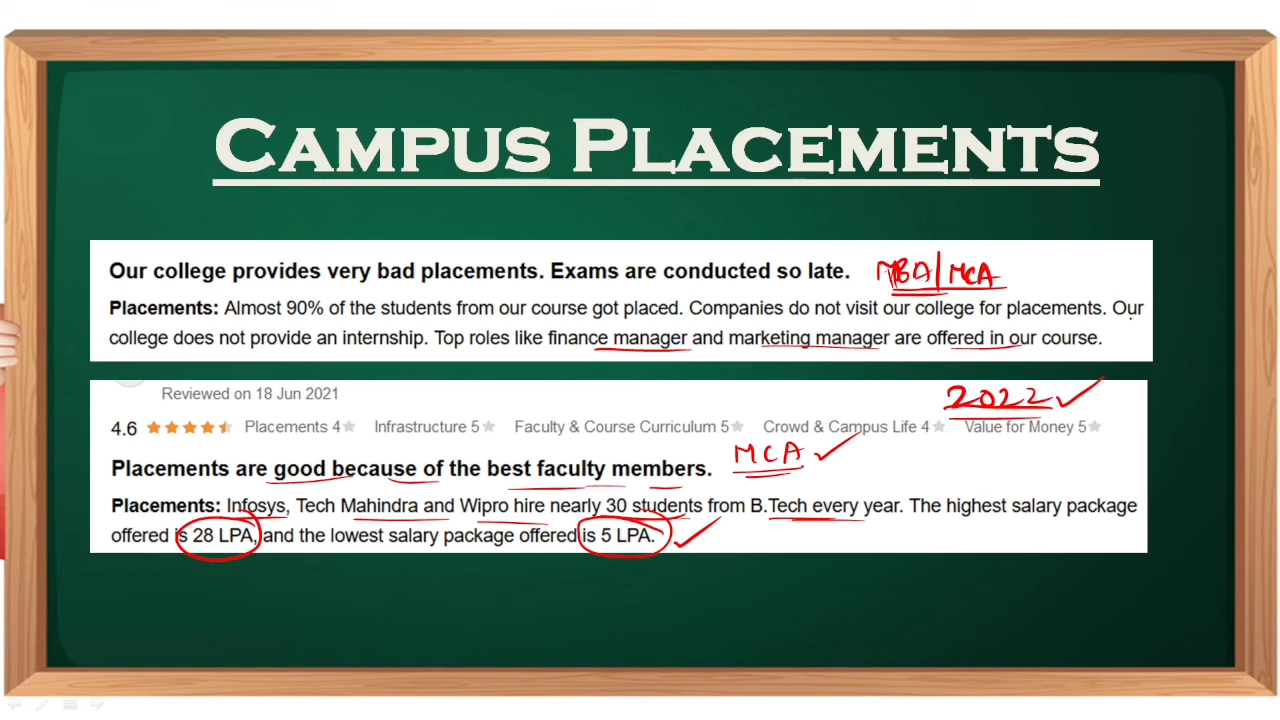 CAMPUS PLACEMENTS
Our college provides very bad placements. Exams are conducted so late. MBA/MCA
Placements: Almost 90% of the students from our course got placed. Companies do not visit our college for placements. Our
college does not provide an internship. Top roles like finance manager and marketing manager are offered in our course.
Reviewed on 18 Jun 2021
2022
4.6 Placements 4 Infrastructure 5 Faculty & Course Curriculum 5 Crowd & Campus Life 4 Value for Money 5
Placements are good because of the best faculty members. MCA
Placements: Infosys, Tech Mahindra and Wipro hire nearly 30 students from B.Tech every year. The highest salary package
offered is 28 LPA, and the lowest salary package offered is 5 LPA.